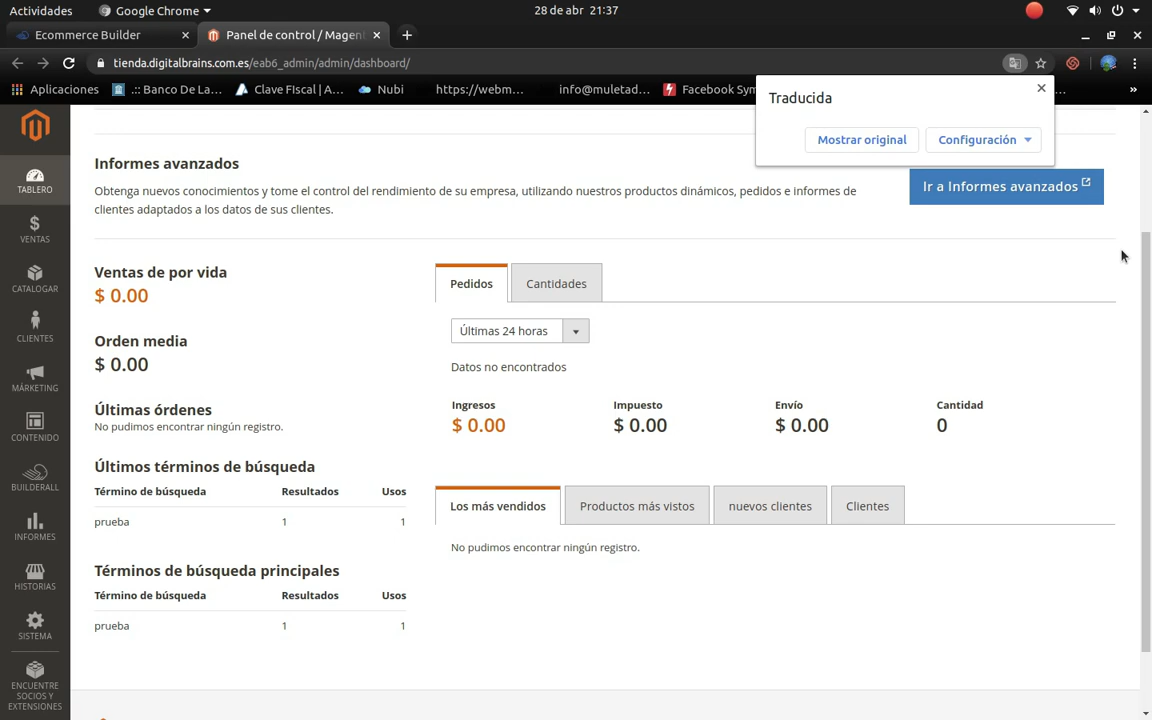 Actividades
Google Chrome
28 de abr 21:37
Ecommerce Builder
Panel de control / Magen
tienda.digitalbrains.com.es/eab6_admin/admin/dashboard/
Aplicaciones
.:: Banco De La...
Clave FIscal | A...
Nubi
https://webm...
info@muletad...
Facebook Sym
»
Traducida
Mostrar original
Configuración
TABLERO
VENTAS
CATALOGAR
CLIENTES
MÁRKETING
CONTENIDO
BUILDERALL
INFORMES
HISTORIAS
SISTEMA
ENCUENTRE
SOCIOS Y
EXTENSIONES
Informes avanzados
Obtenga nuevos conocimientos y tome el control del rendimiento de su empresa, utilizando nuestros productos dinámicos, pedidos e informes de
clientes adaptados a los datos de sus clientes.
Ir a Informes avanzados
Ventas de por vida
$ 0.00
Orden media
$ 0.00
Últimas órdenes
No pudimos encontrar ningún registro.
Últimos términos de búsqueda
Término de búsqueda Resultados Usos
prueba 1 1
Términos de búsqueda principales
Término de búsqueda Resultados Usos
prueba 1 1
Pedidos
Cantidades
Últimas 24 horas
Datos no encontrados
Ingresos Impuesto Envío Cantidad
$ 0.00 $ 0.00 $ 0.00 0
Los más vendidos
Productos más vistos
nuevos clientes
Clientes
No pudimos encontrar ningún registro.